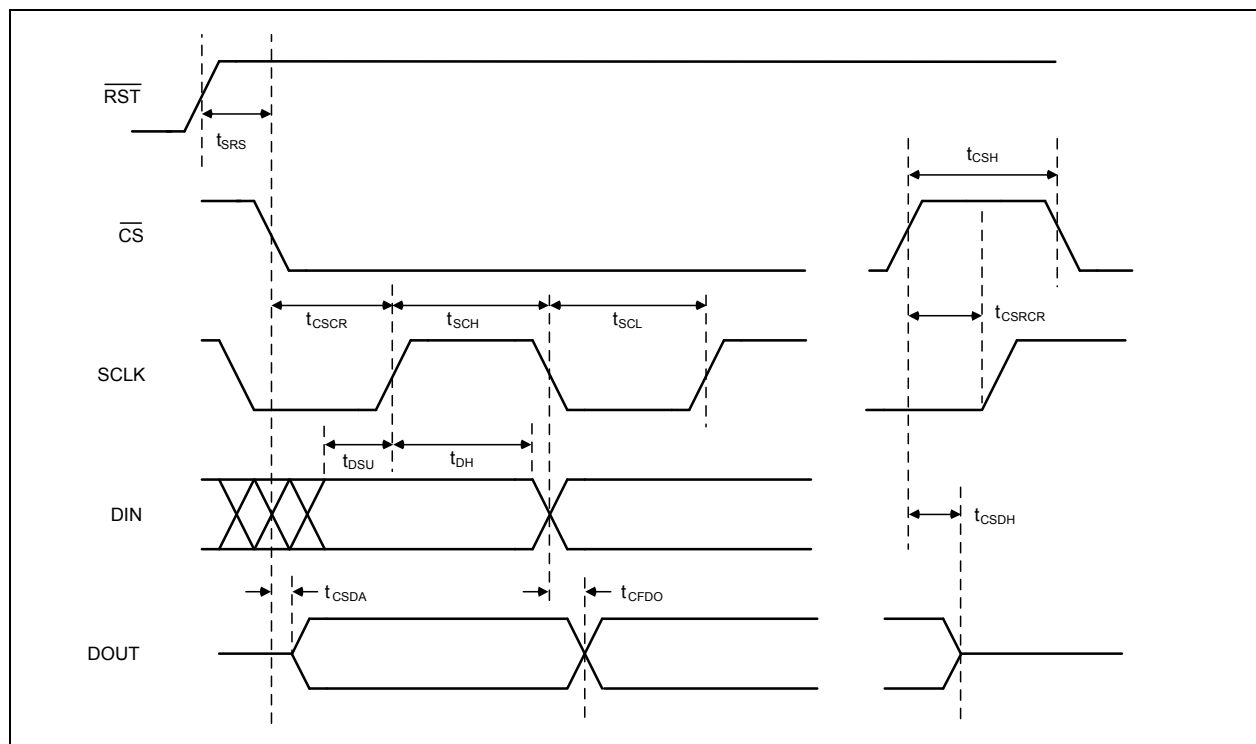 RST
tSRS
tCSH
CS
tCSCR
tSCH
tSCL
tCSRCR
SCLK
tDSU
tDH
DIN
tCSDH
tCSDA
tCFDO
DOUT